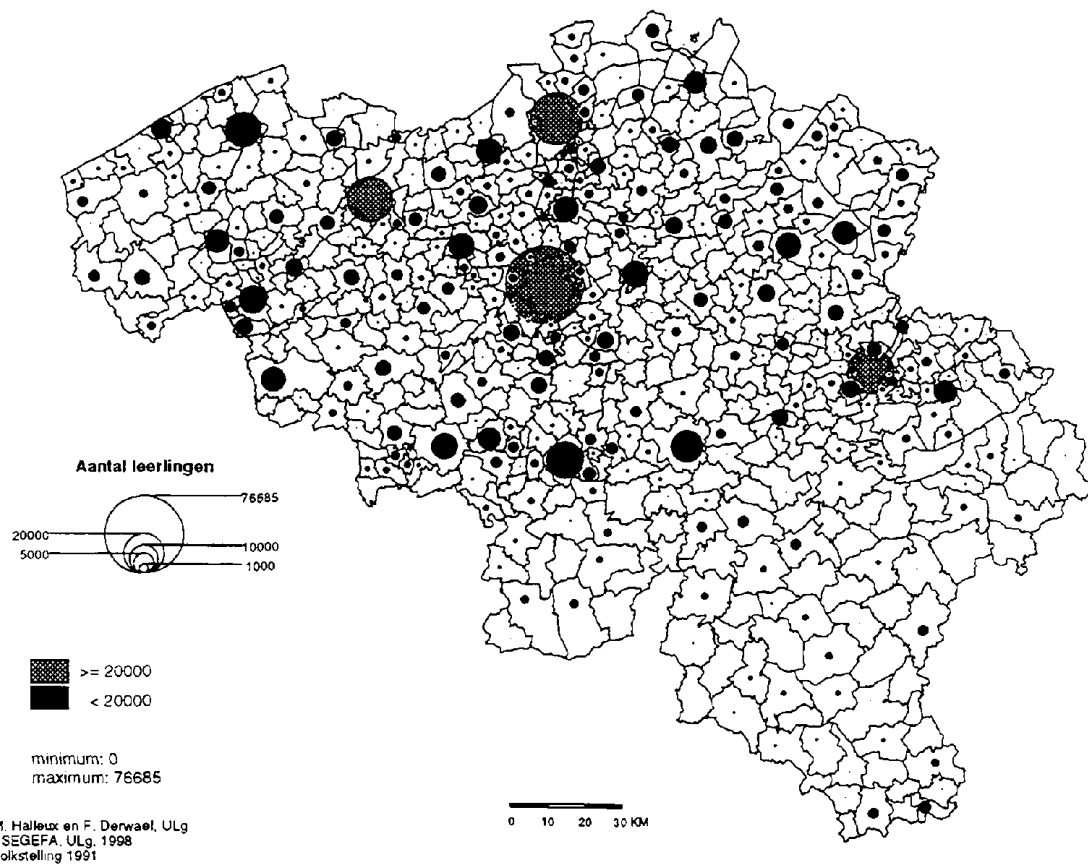 Aantal leerlingen
76685
20000
10000
5000
1000
>= 20000
< 20000
minimum: 0
maximum: 76685
0 10 20 30 KM
M. Halleux en F. Derwael, ULg
SEGEFA, ULg, 1998
olkstelling 1991